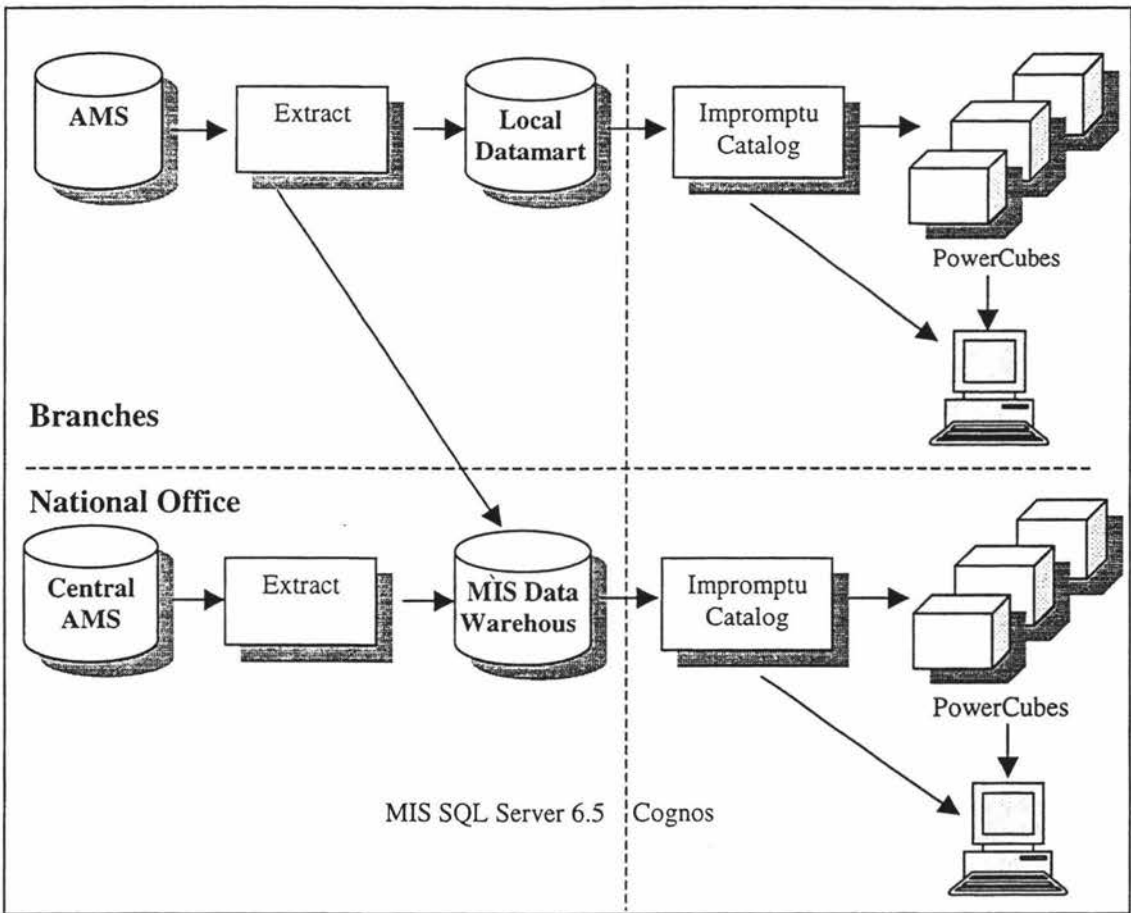 AMS
Extract
Local
Datamart
Impromptu
Catalog
PowerCubes
Branches
National Office
Central
AMS
Extract
MIS Data
Warehous
Impromptu
Catalog
PowerCubes
MIS SQL Server 6.5
Cognos